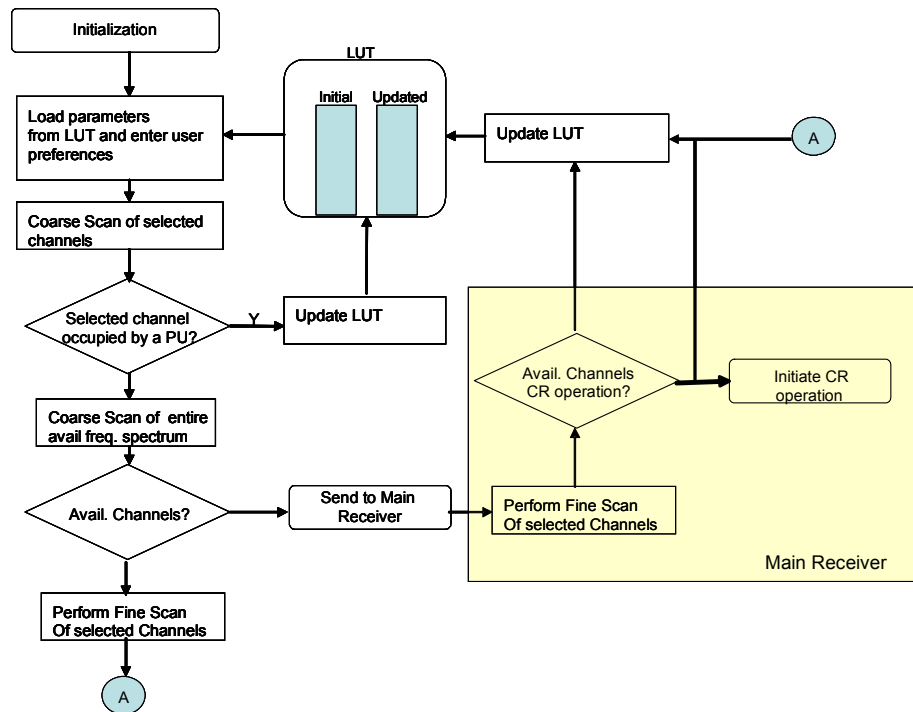 Initialization
LUT
Initial
Updated
Load parameters
from LUT and enter user
preferences
Update LUT
A
Coarse Scan of selected
channels
Selected channel
occupied by a PU?
Y
Update LUT
Avail. Channels
CR operation?
Initiate CR
operation
Coarse Scan of entire
avail freq. spectrum
Avail. Channels?
Send to Main
Receiver
Perform Fine Scan
Of selected Channels
Main Receiver
Perform Fine Scan
Of selected Channels
A